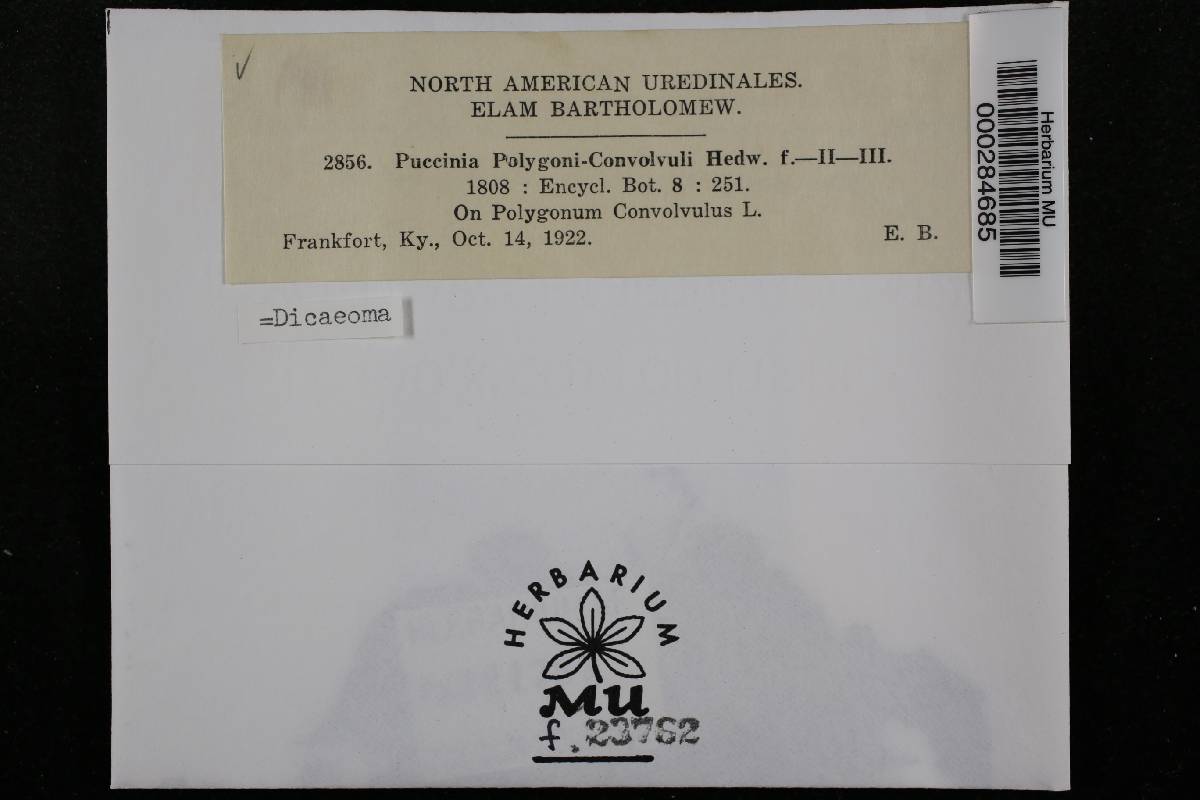 NORTH AMERICAN UREDINALES.
ELAM BARTHOLOMEW.
2856. Puccinia Polygoni-Convolvuli Hedw. f.—II—III.
1808 : Encycl. Bot. 8 : 251.
On Polygonum Convolvulus L.
Frankfort, Ky., Oct. 14, 1922. E. B.
Herbarium MU
000284685
=Dicaeoma
HERBARIUM
MU
f. 23762